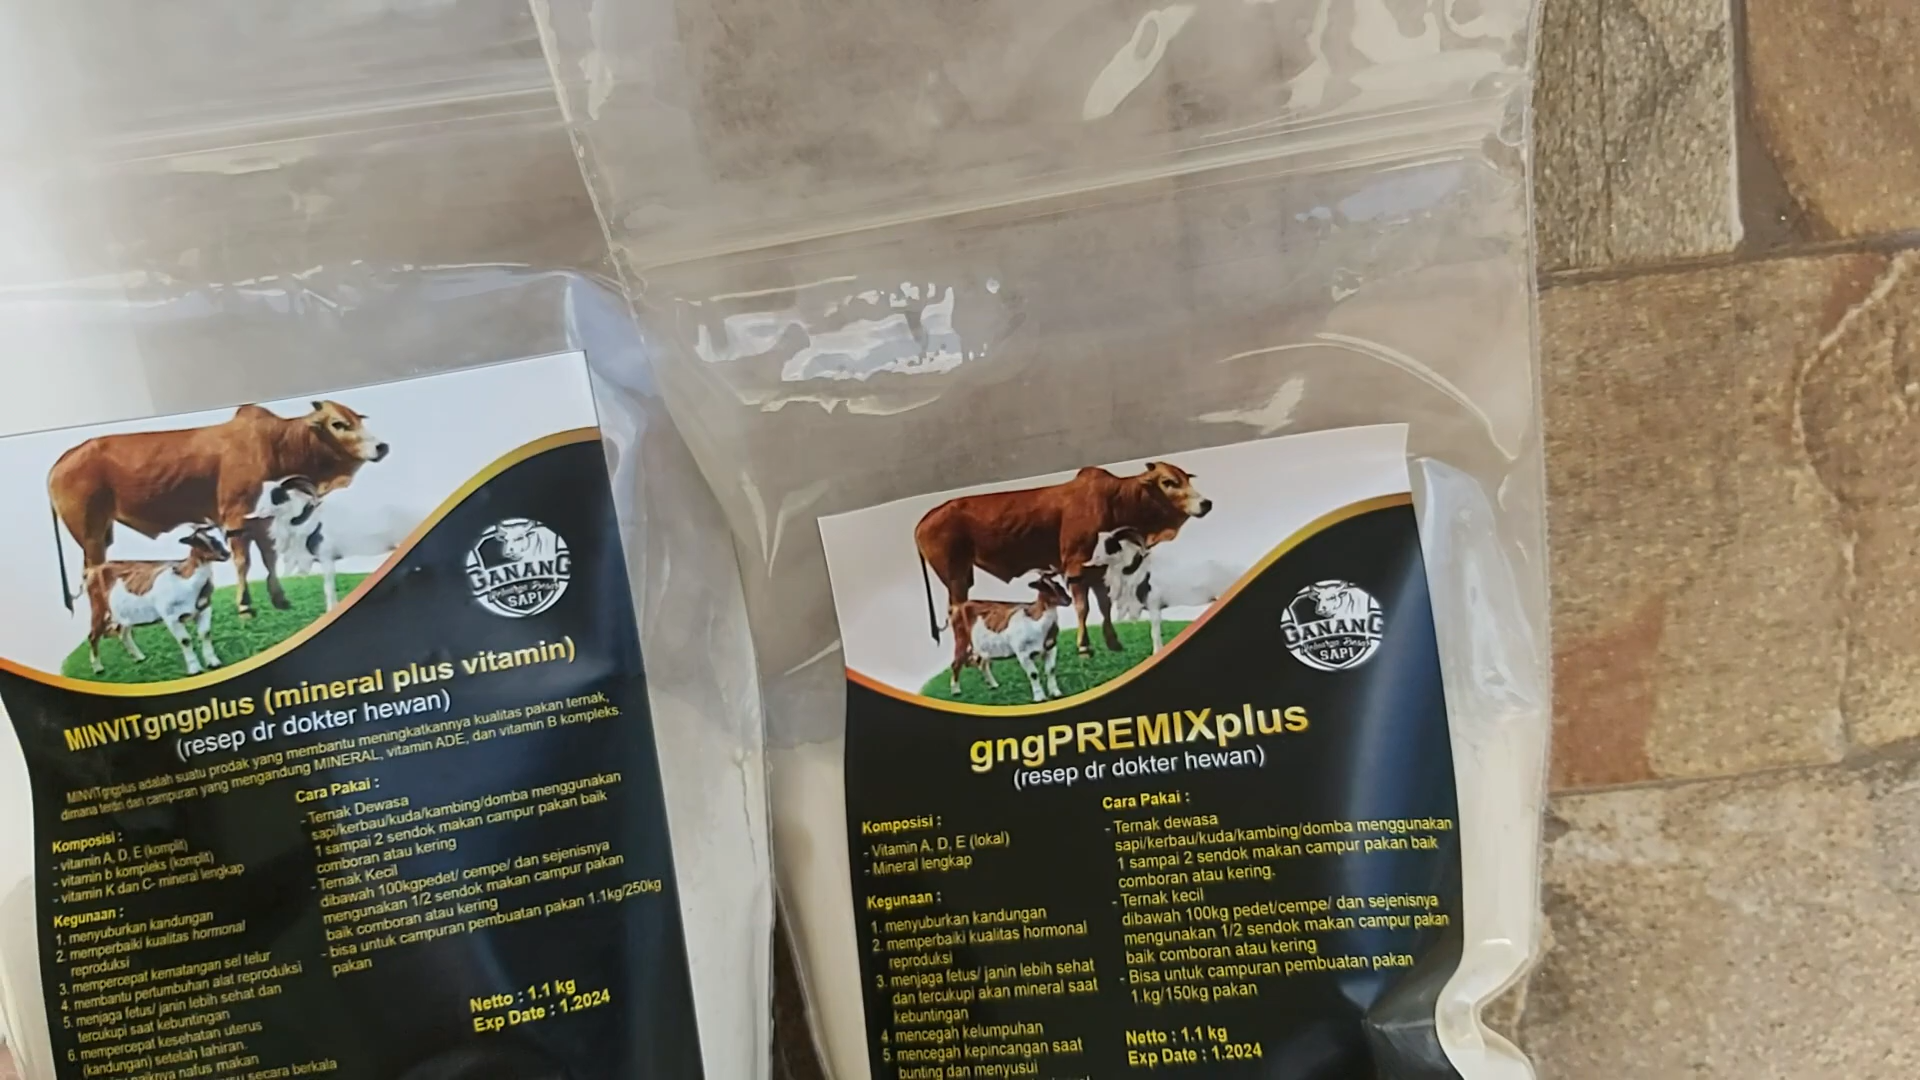 GANANG
SAPI
MINVITgngplus (mineral plus vitamin)
(resep dr dokter hewan)
MINVITgngplus adalah suatu prodak yang membantu meningkatkannya kualitas pakan ternak,
dimana terdiri dari campuran yang mengandung MINERAL, vitamin ADE, dan vitamin B kompleks.
Komposisi :
- vitamin A, D, E (komplit)
- vitamin b kompleks (komplit)
- vitamin K dan C- mineral lengkap
Kegunaan :
1. menyuburkan kandungan
2. memperbaiki kualitas hormonal
reproduksi
3. mempercepat kematangan sel telur
4. membantu pertumbuhan alat reproduksi
5. menjaga fetus/ janin lebih sehat dan
tercukupi saat kebuntingan
6. mempercepat kesehatan uterus
(kandungan) setelah lahiran.
naiknya nafus makan
secara berkala
Cara Pakai :
- Ternak Dewasa
sapi/kerbau/kuda/kambing/domba menggunakan
1 sampai 2 sendok makan campur pakan baik
comboran atau kering
- Ternak Kecil
dibawah 100kgpedet/ cempe/ dan sejenisnya
mengunakan 1/2 sendok makan campur pakan
baik comboran atau kering
- bisa untuk campuran pembuatan pakan 1.1kg/250kg
pakan
Netto : 1.1 kg
Exp Date : 1.2024
GANANG
SAPI
gngPREMIXplus
(resep dr dokter hewan)
Komposisi :
- Vitamin A, D, E (lokal)
- Mineral lengkap
Kegunaan :
1. menyuburkan kandungan
2. memperbaiki kualitas hormonal
reproduksi
3. menjaga fetus/ janin lebih sehat
dan tercukupi akan mineral saat
kebuntingan
4. mencegah kelumpuhan
5. mencegah kepincangan saat
bunting dan menyusui
Cara Pakai :
- Ternak dewasa
sapi/kerbau/kuda/kambing/domba menggunakan
1 sampai 2 sendok makan campur pakan baik
comboran atau kering.
- Ternak kecil
dibawah 100kg pedet/cempe/ dan sejenisnya
mengunakan 1/2 sendok makan campur pakan
baik comboran atau kering
- Bisa untuk campuran pembuatan pakan
1.kg/150kg pakan
Netto : 1.1 kg
Exp Date : 1.2024